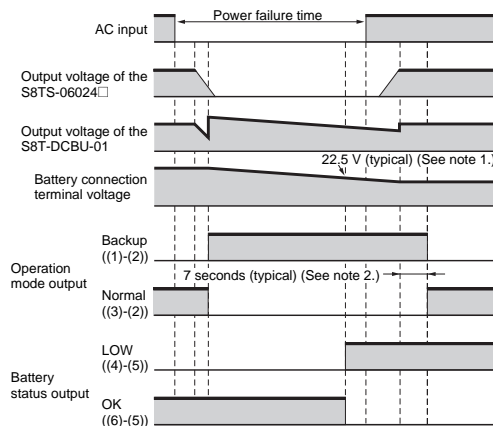 Power failure time
AC input
Output voltage of the
S8TS-06024□
Output voltage of the
S8T-DCBU-01
22.5 V (typical) (See note 1.)
Battery connection
terminal voltage
Backup
((1)-(2))
Operation
mode output
7 seconds (typical) (See note 2.)
Normal
((3)-(2))
LOW
((4)-(5))
Battery
status output
OK
((6)-(5))